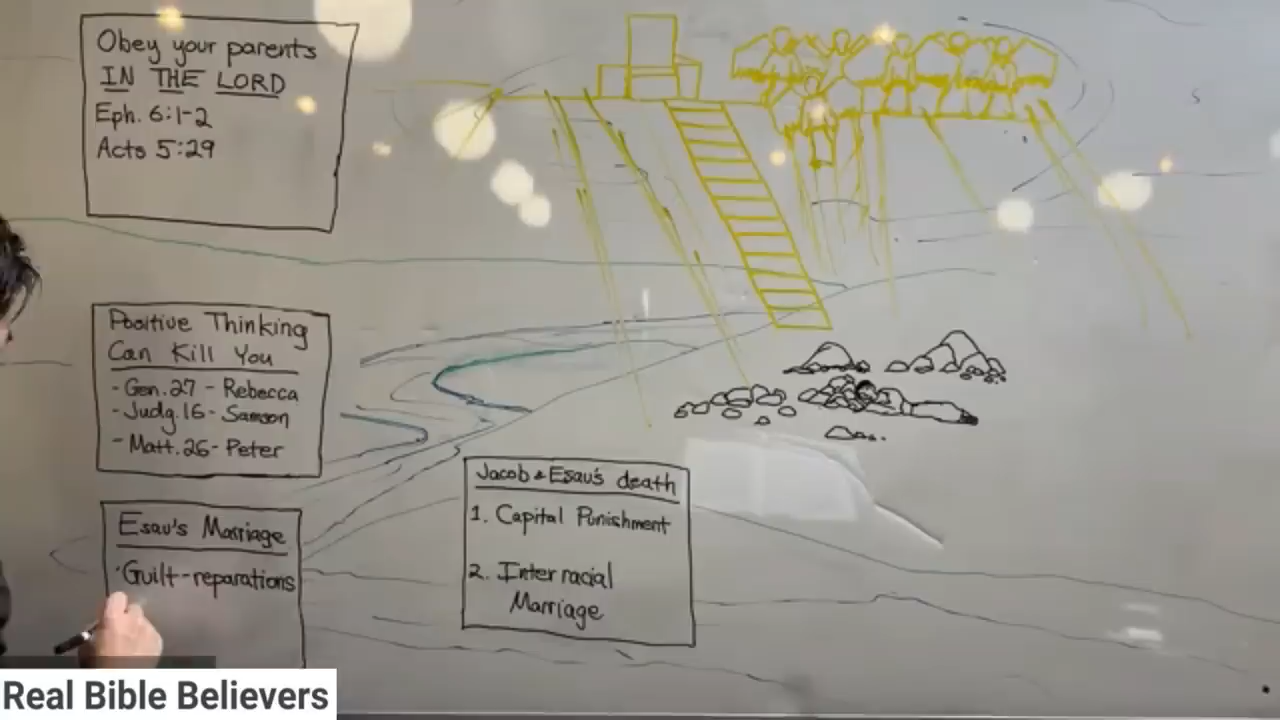 Obey your parents
IN THE LORD
Eph. 6:1-2
Acts 5:29
Positive Thinking
Can Kill You
- Gen. 27 - Rebecca
- Judg. 16 - Samson
- Matt. 26 - Peter
Esau's Marriage
· Guilt - reparations
Jacob & Esau's death
1. Capital Punishment
2. Inter racial
Marriage
Real Bible Believers